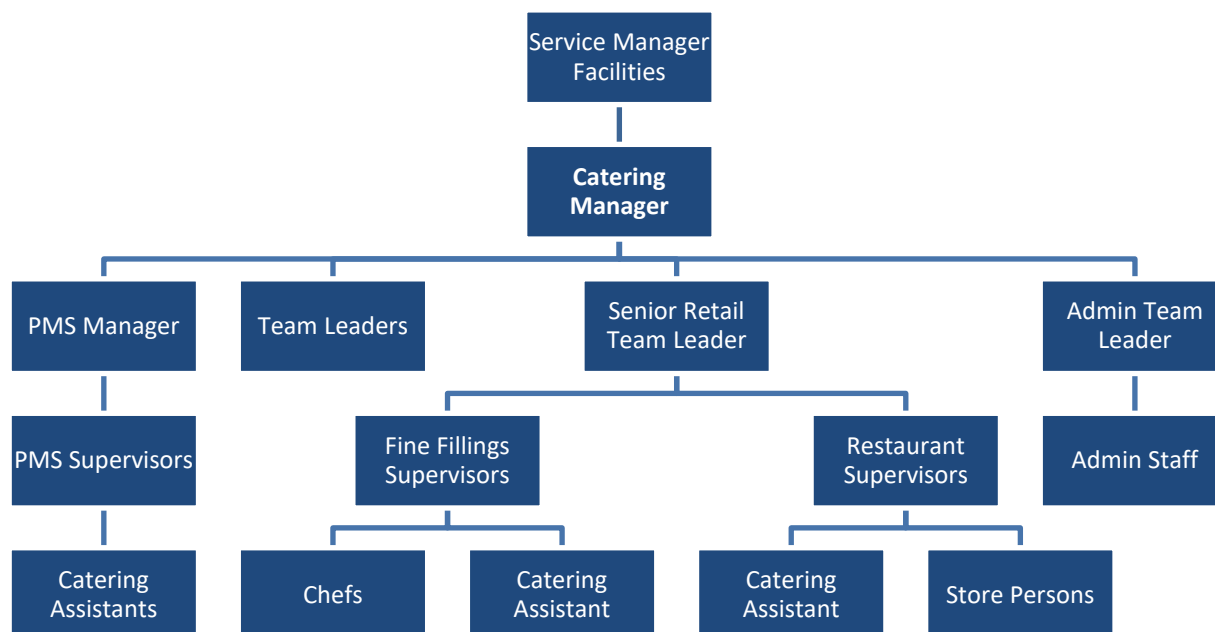 Service Manager
Facilities
Catering
Manager
PMS Manager
Team Leaders
Senior Retail
Team Leader
Admin Team
Leader
PMS Supervisors
Fine Fillings
Supervisors
Restaurant
Supervisors
Admin Staff
Catering
Assistants
Chefs
Catering
Assistant
Catering
Assistant
Store Persons